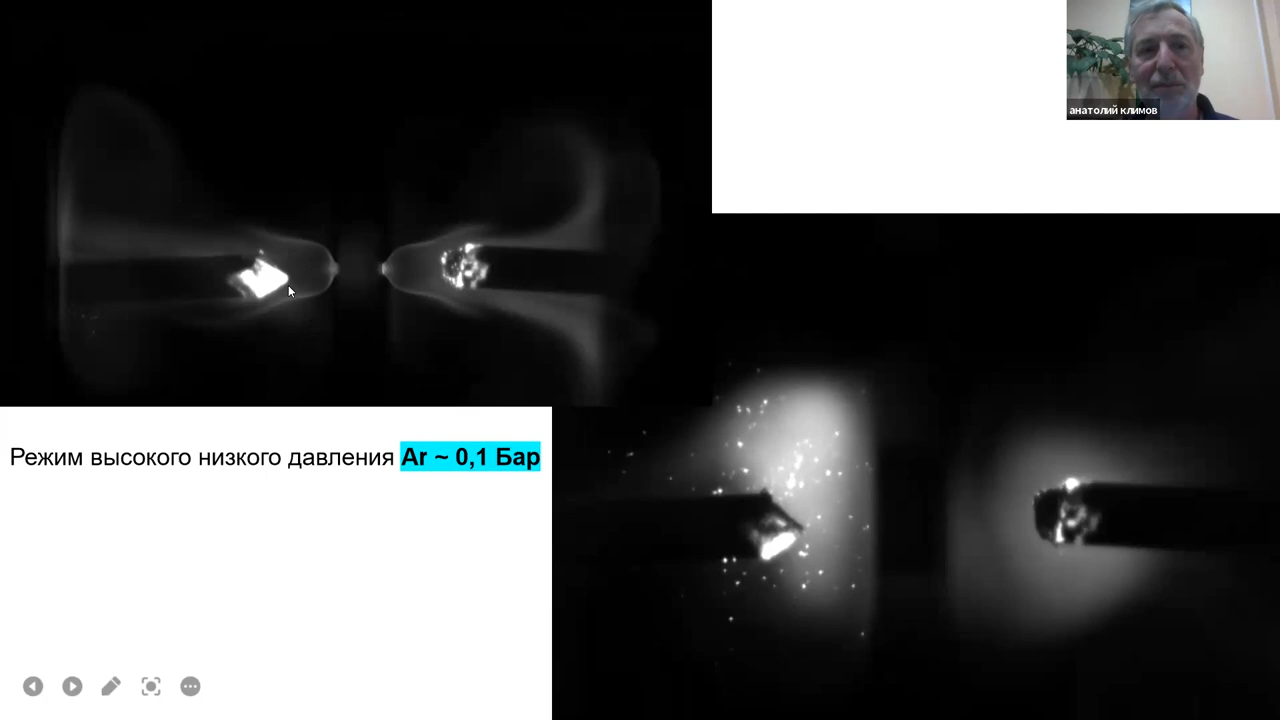 анатолий климов
Режим высокого низкого давления Ar ~ 0,1 Бар